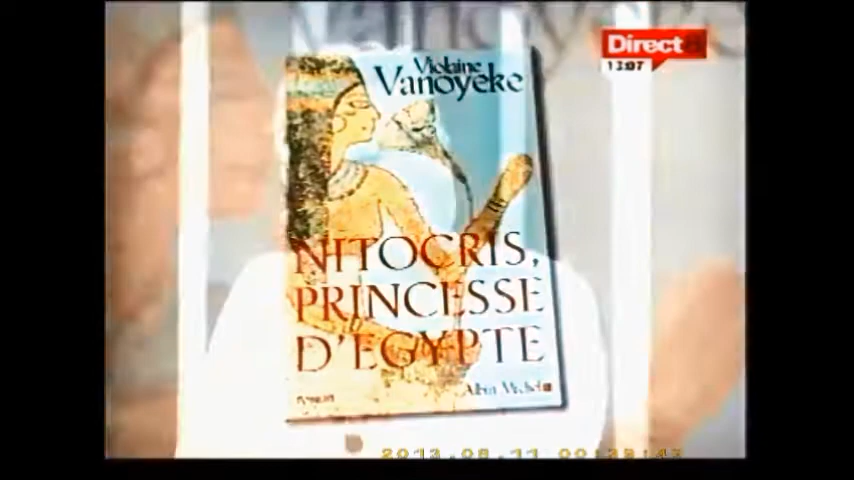 Direct 8
13:07
Violaine
Vanoyeke
NITOCRIS,
PRINCESSE
D'EGYPTE
Albin Michel